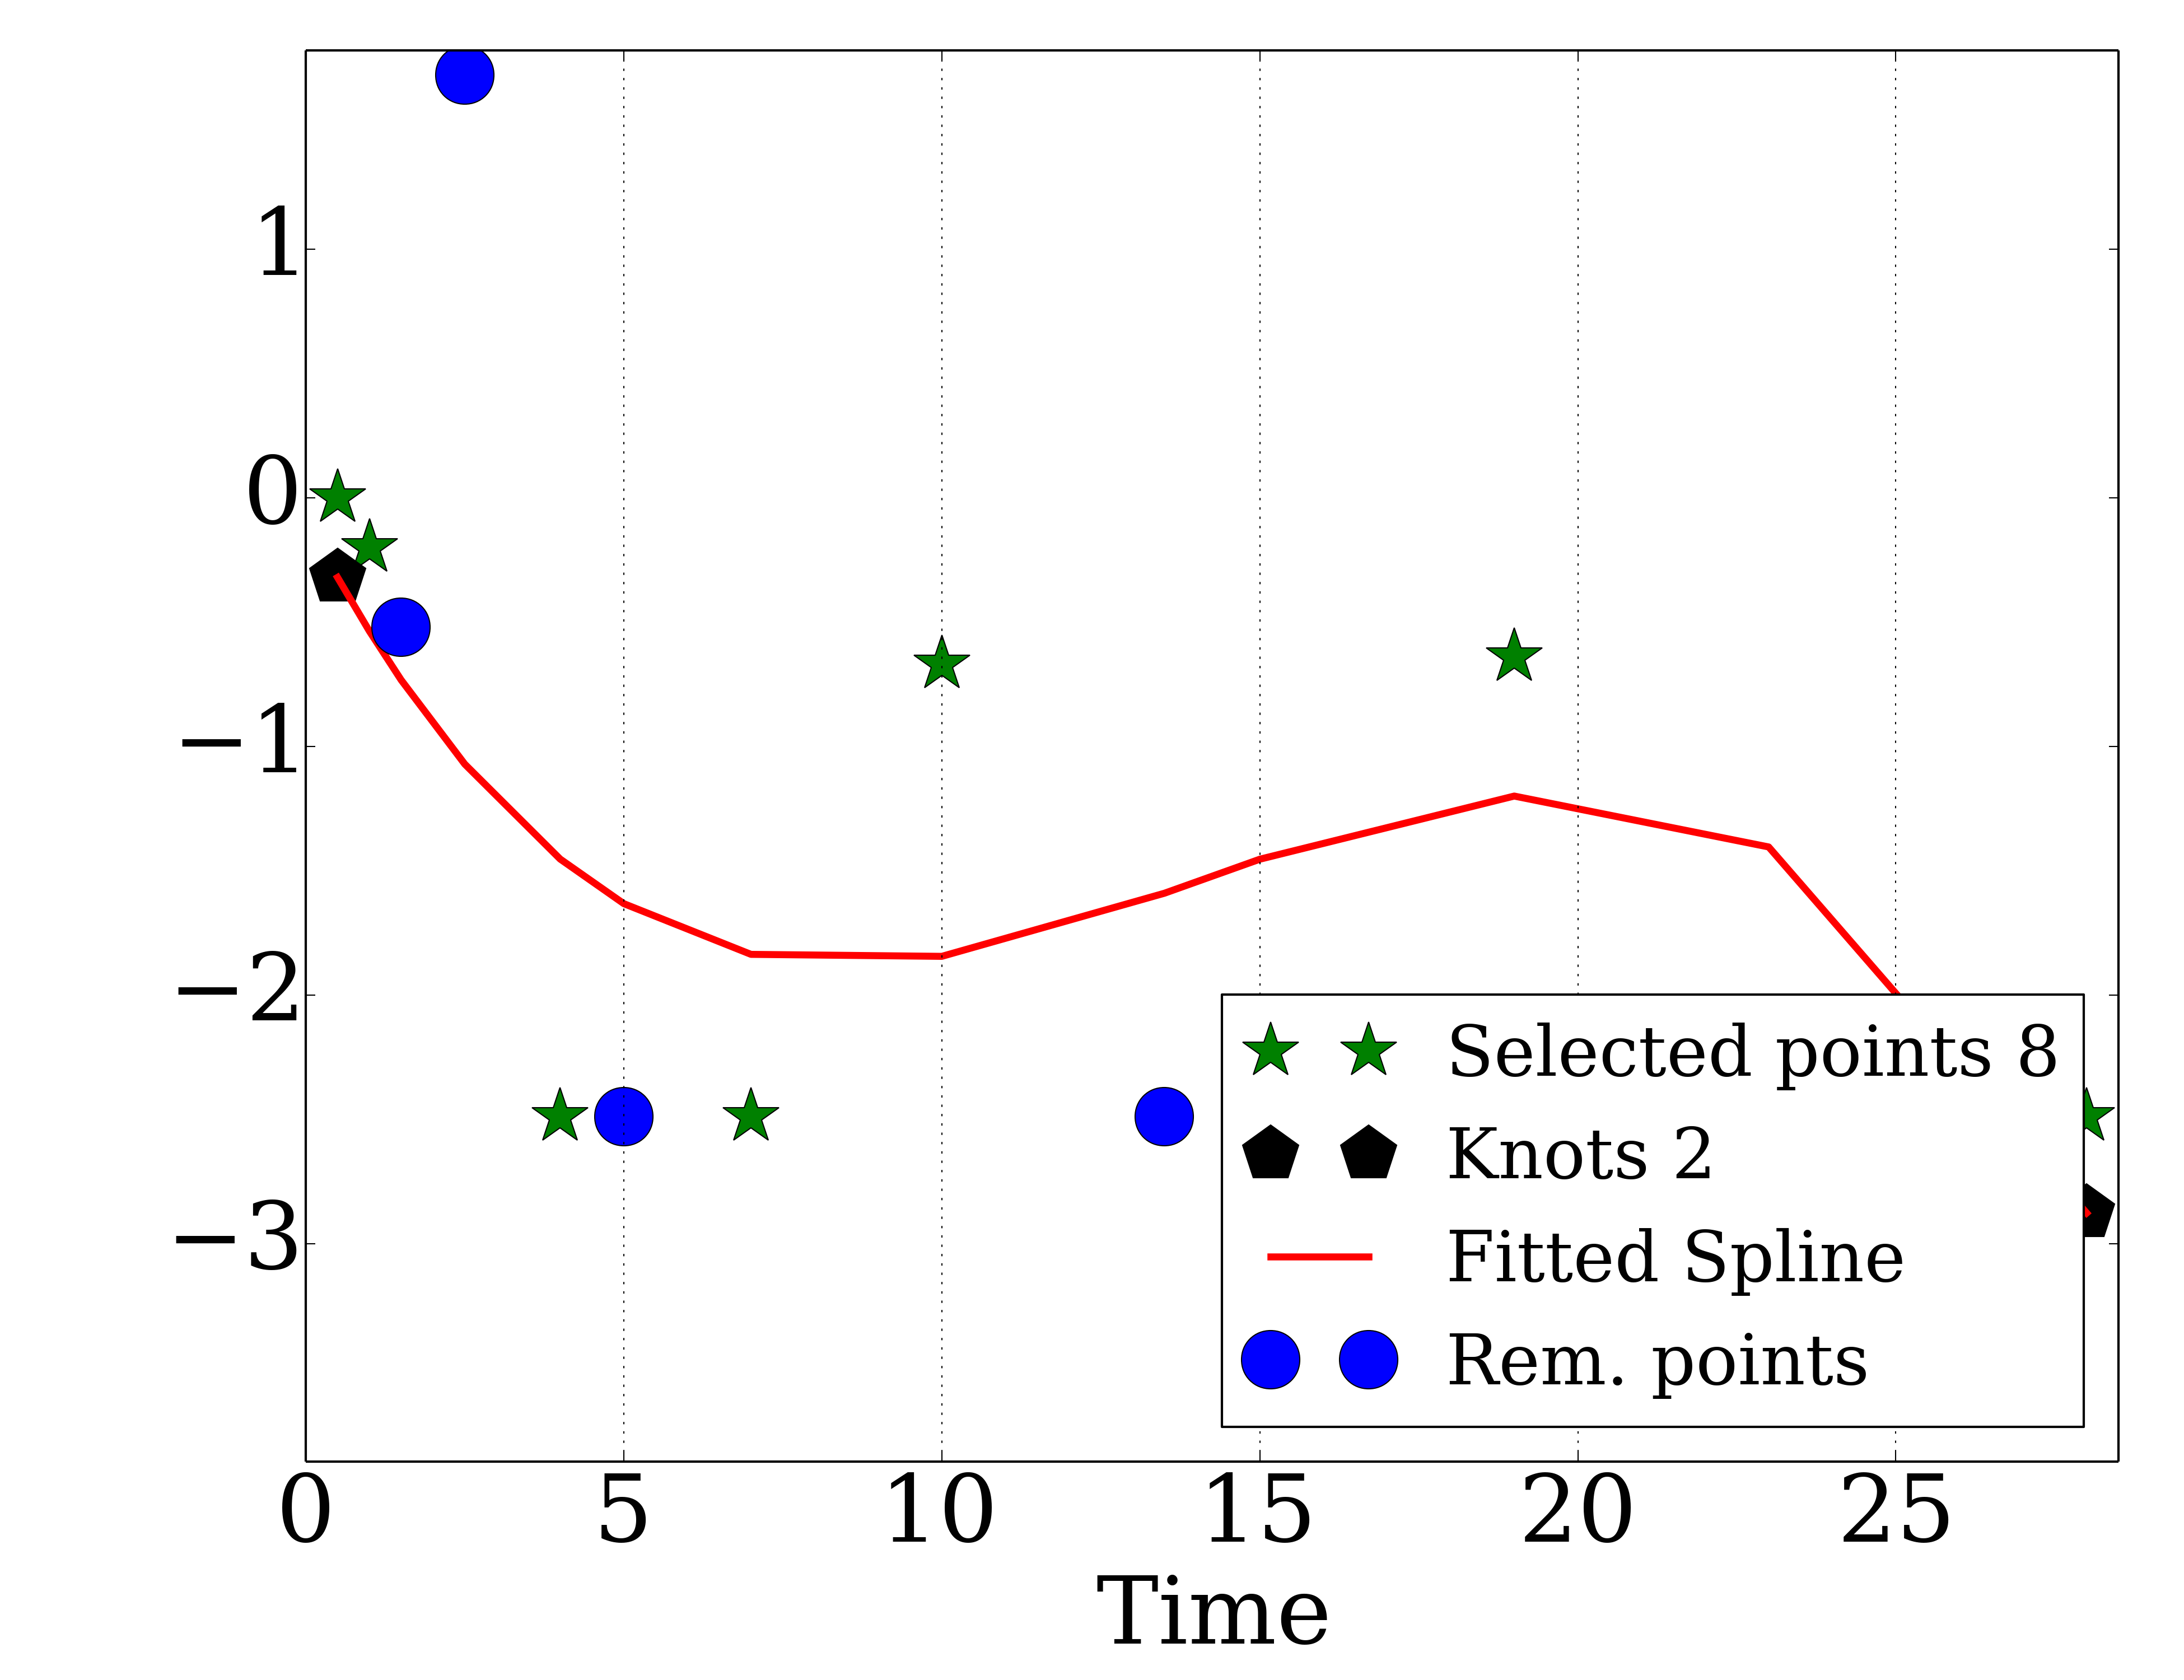 1
0
−1
−2
−3
Selected points 8
Knots 2
Fitted Spline
Rem. points
0 5 10 15 20 25
Time